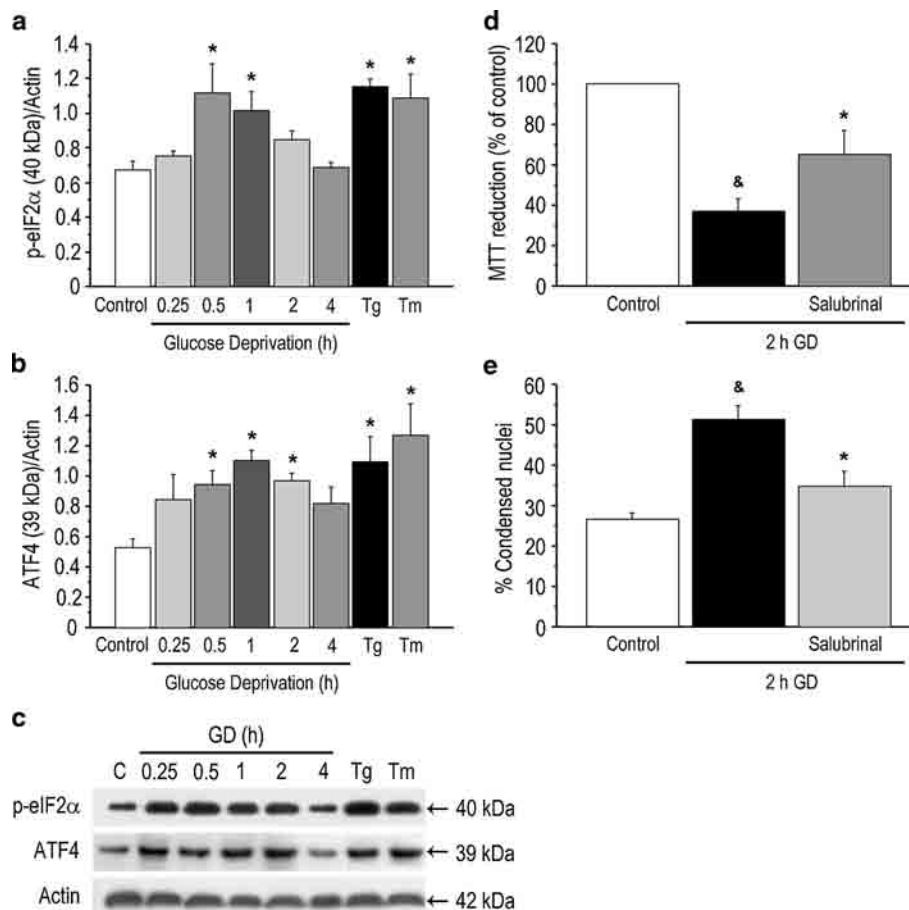 a
p-eIF2α (40 kDa)/Actin
1.4
1.2
1.0
0.8
0.6
0.4
0.2
0
* * * *
Control 0.25 0.5 1 2 4 Tg Tm
Glucose Deprivation (h)
b
ATF4 (39 kDa)/Actin
1.6
1.4
1.2
1.0
0.8
0.6
0.4
0.2
0
* * * * *
Control 0.25 0.5 1 2 4 Tg Tm
Glucose Deprivation (h)
c
GD (h)
C 0.25 0.5 1 2 4 Tg Tm
p-eIF2α ← 40 kDa
ATF4 ← 39 kDa
Actin ← 42 kDa
d
MTT reduction (% of control)
120
100
80
60
40
20
0
& *
Control Salubrinal
2 h GD
e
% Condensed nuclei
60
50
40
30
20
10
0
& *
Control Salubrinal
2 h GD